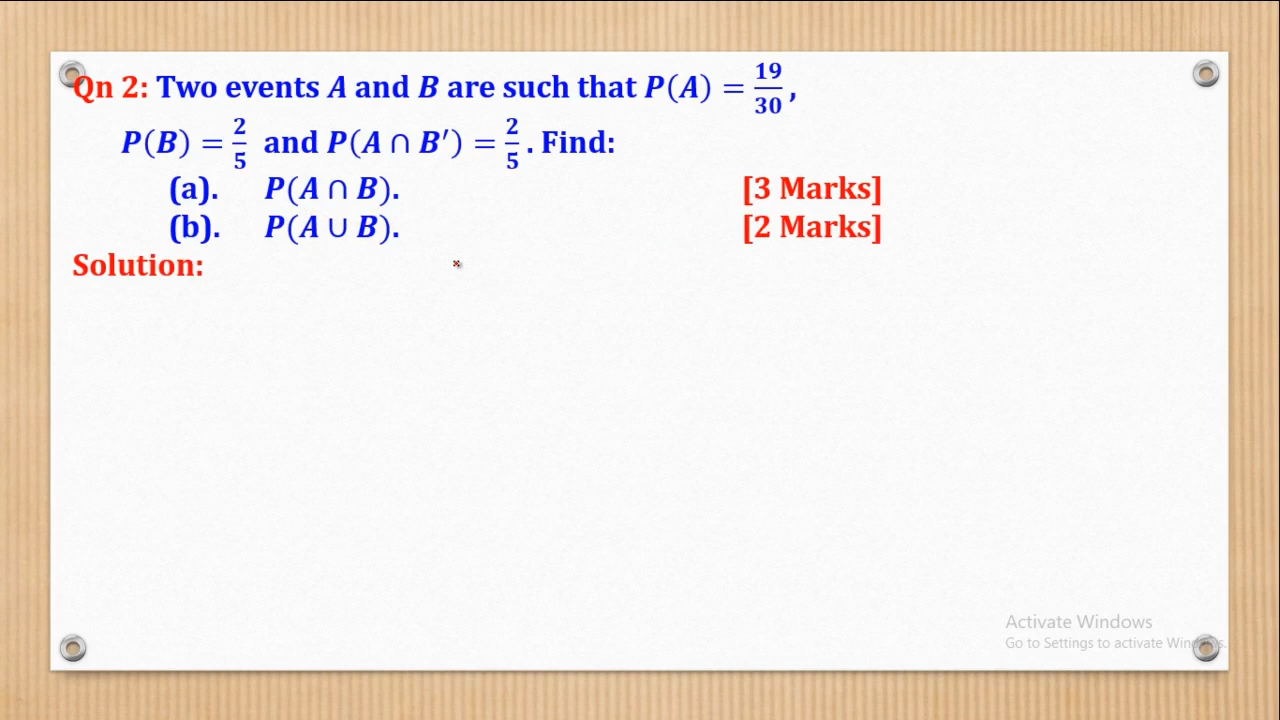 Qn 2: Two events A and B are such that P(A) = 19/30,
P(B) = 2/5 and P(A ∩ B′) = 2/5. Find:
(a). P(A ∩ B). [3 Marks]
(b). P(A ∪ B). [2 Marks]
Solution:
Activate Windows
Go to Settings to activate Windows.